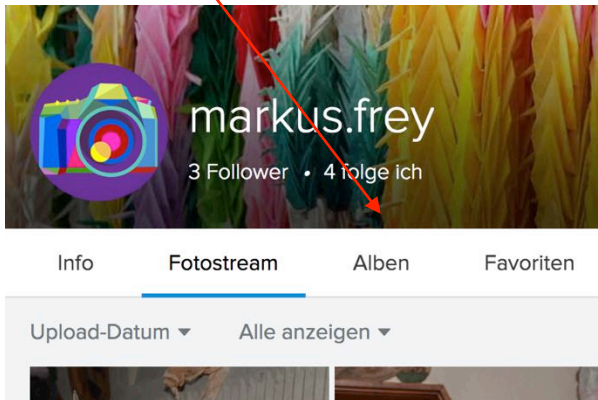 markus.frey
3 Follower • 4 folge ich
Info Fotostream Alben Favoriten
Upload-Datum Alle anzeigen